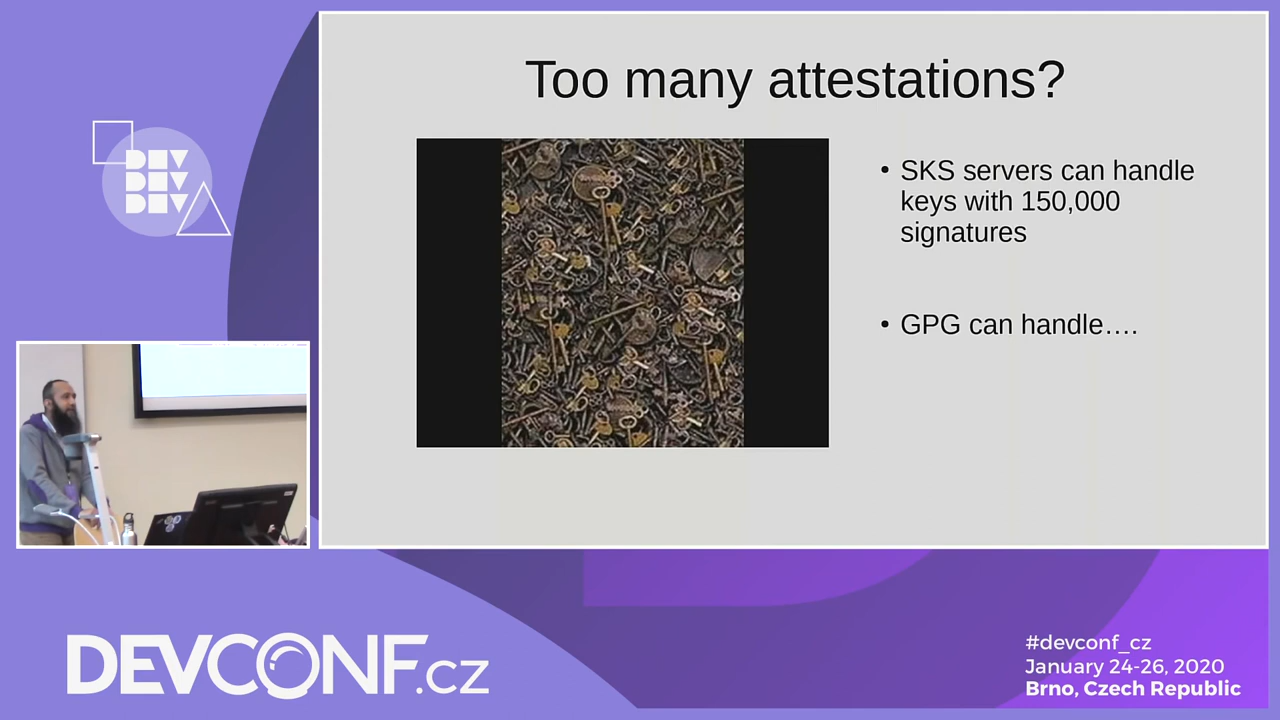 Too many attestations?
• SKS servers can handle
keys with 150,000
signatures
• GPG can handle….
DEV
DEV
DEV
DEVCONF.cz
#devconf_cz
January 24-26, 2020
Brno, Czech Republic